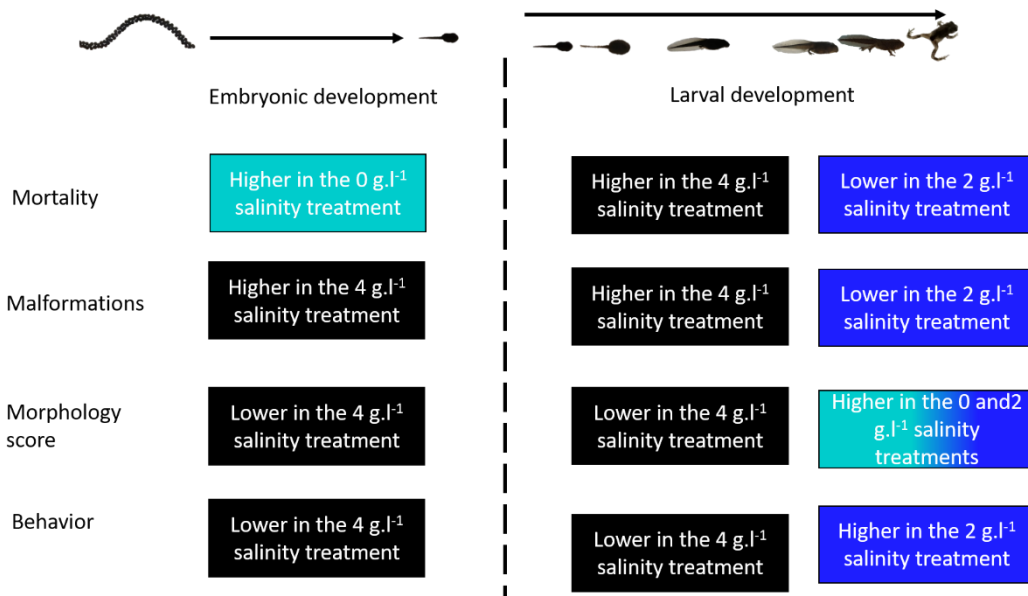 Embryonic development
Larval development
Mortality
Higher in the 0 g.l⁻¹
salinity treatment
Higher in the 4 g.l⁻¹
salinity treatment
Lower in the 2 g.l⁻¹
salinity treatment
Malformations
Higher in the 4 g.l⁻¹
salinity treatment
Higher in the 4 g.l⁻¹
salinity treatment
Lower in the 2 g.l⁻¹
salinity treatment
Morphology
score
Lower in the 4 g.l⁻¹
salinity treatment
Lower in the 4 g.l⁻¹
salinity treatment
Higher in the 0 and2
g.l⁻¹ salinity
treatments
Behavior
Lower in the 4 g.l⁻¹
salinity treatment
Lower in the 4 g.l⁻¹
salinity treatment
Higher in the 2 g.l⁻¹
salinity treatment